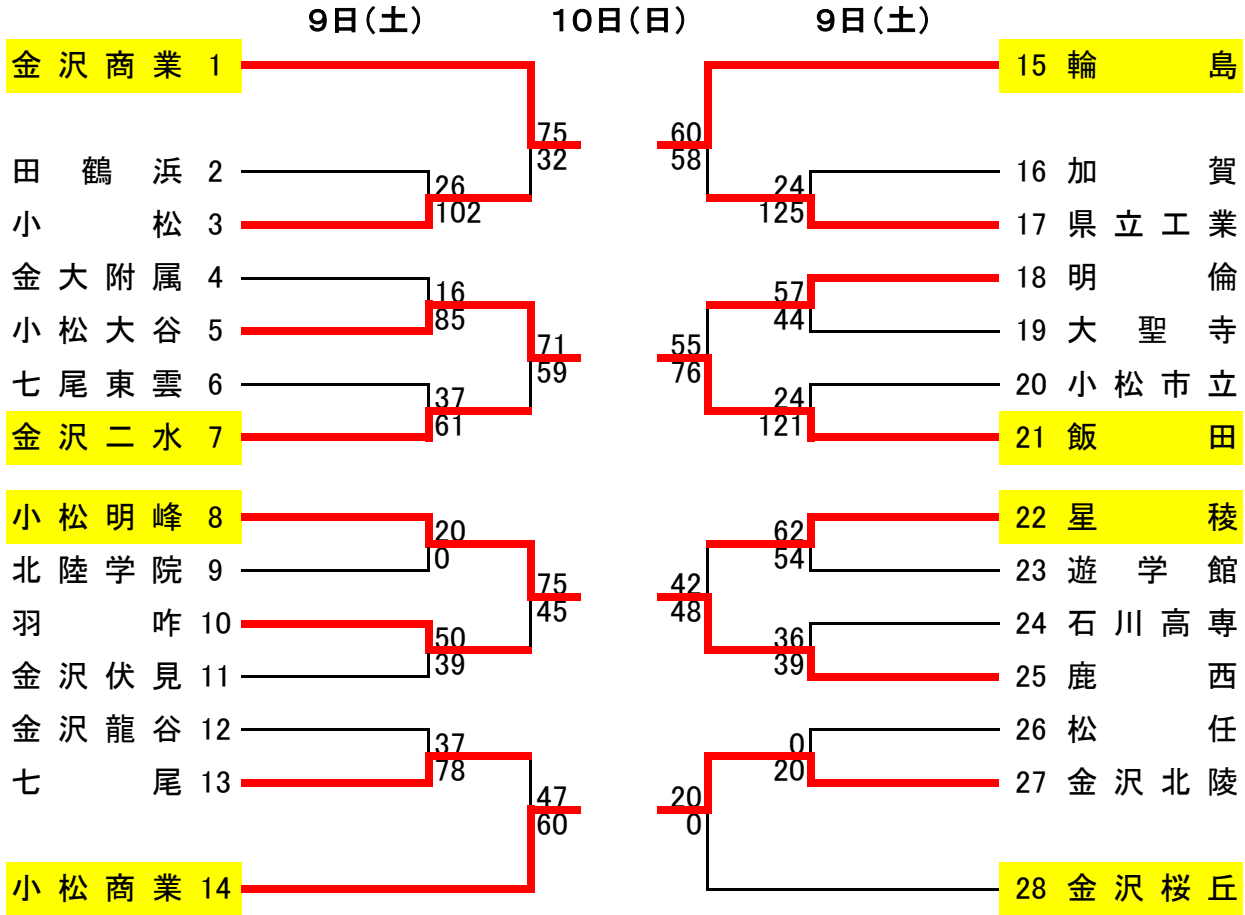 9日(土) 10日(日) 9日(土)
金沢商業 1
75
32
田鶴浜 2
26
102
小松 3
金大附属 4
16
85
小松大谷 5
71
59
七尾東雲 6
37
61
金沢二水 7
小松明峰 8
20
0
北陸学院 9
75
45
羽咋 10
50
39
金沢伏見 11
金沢龍谷 12
37
78
七尾 13
47
60
小松商業 14
15 輪島
60
58
16 加賀
24
125
17 県立工業
18 明倫
57
44
19 大聖寺
55
76
20 小松市立
24
121
21 飯田
22 星稜
62
54
23 遊学館
42
48
24 石川高専
36
39
25 鹿西
26 松任
0
20
27 金沢北陵
20
0
28 金沢桜丘